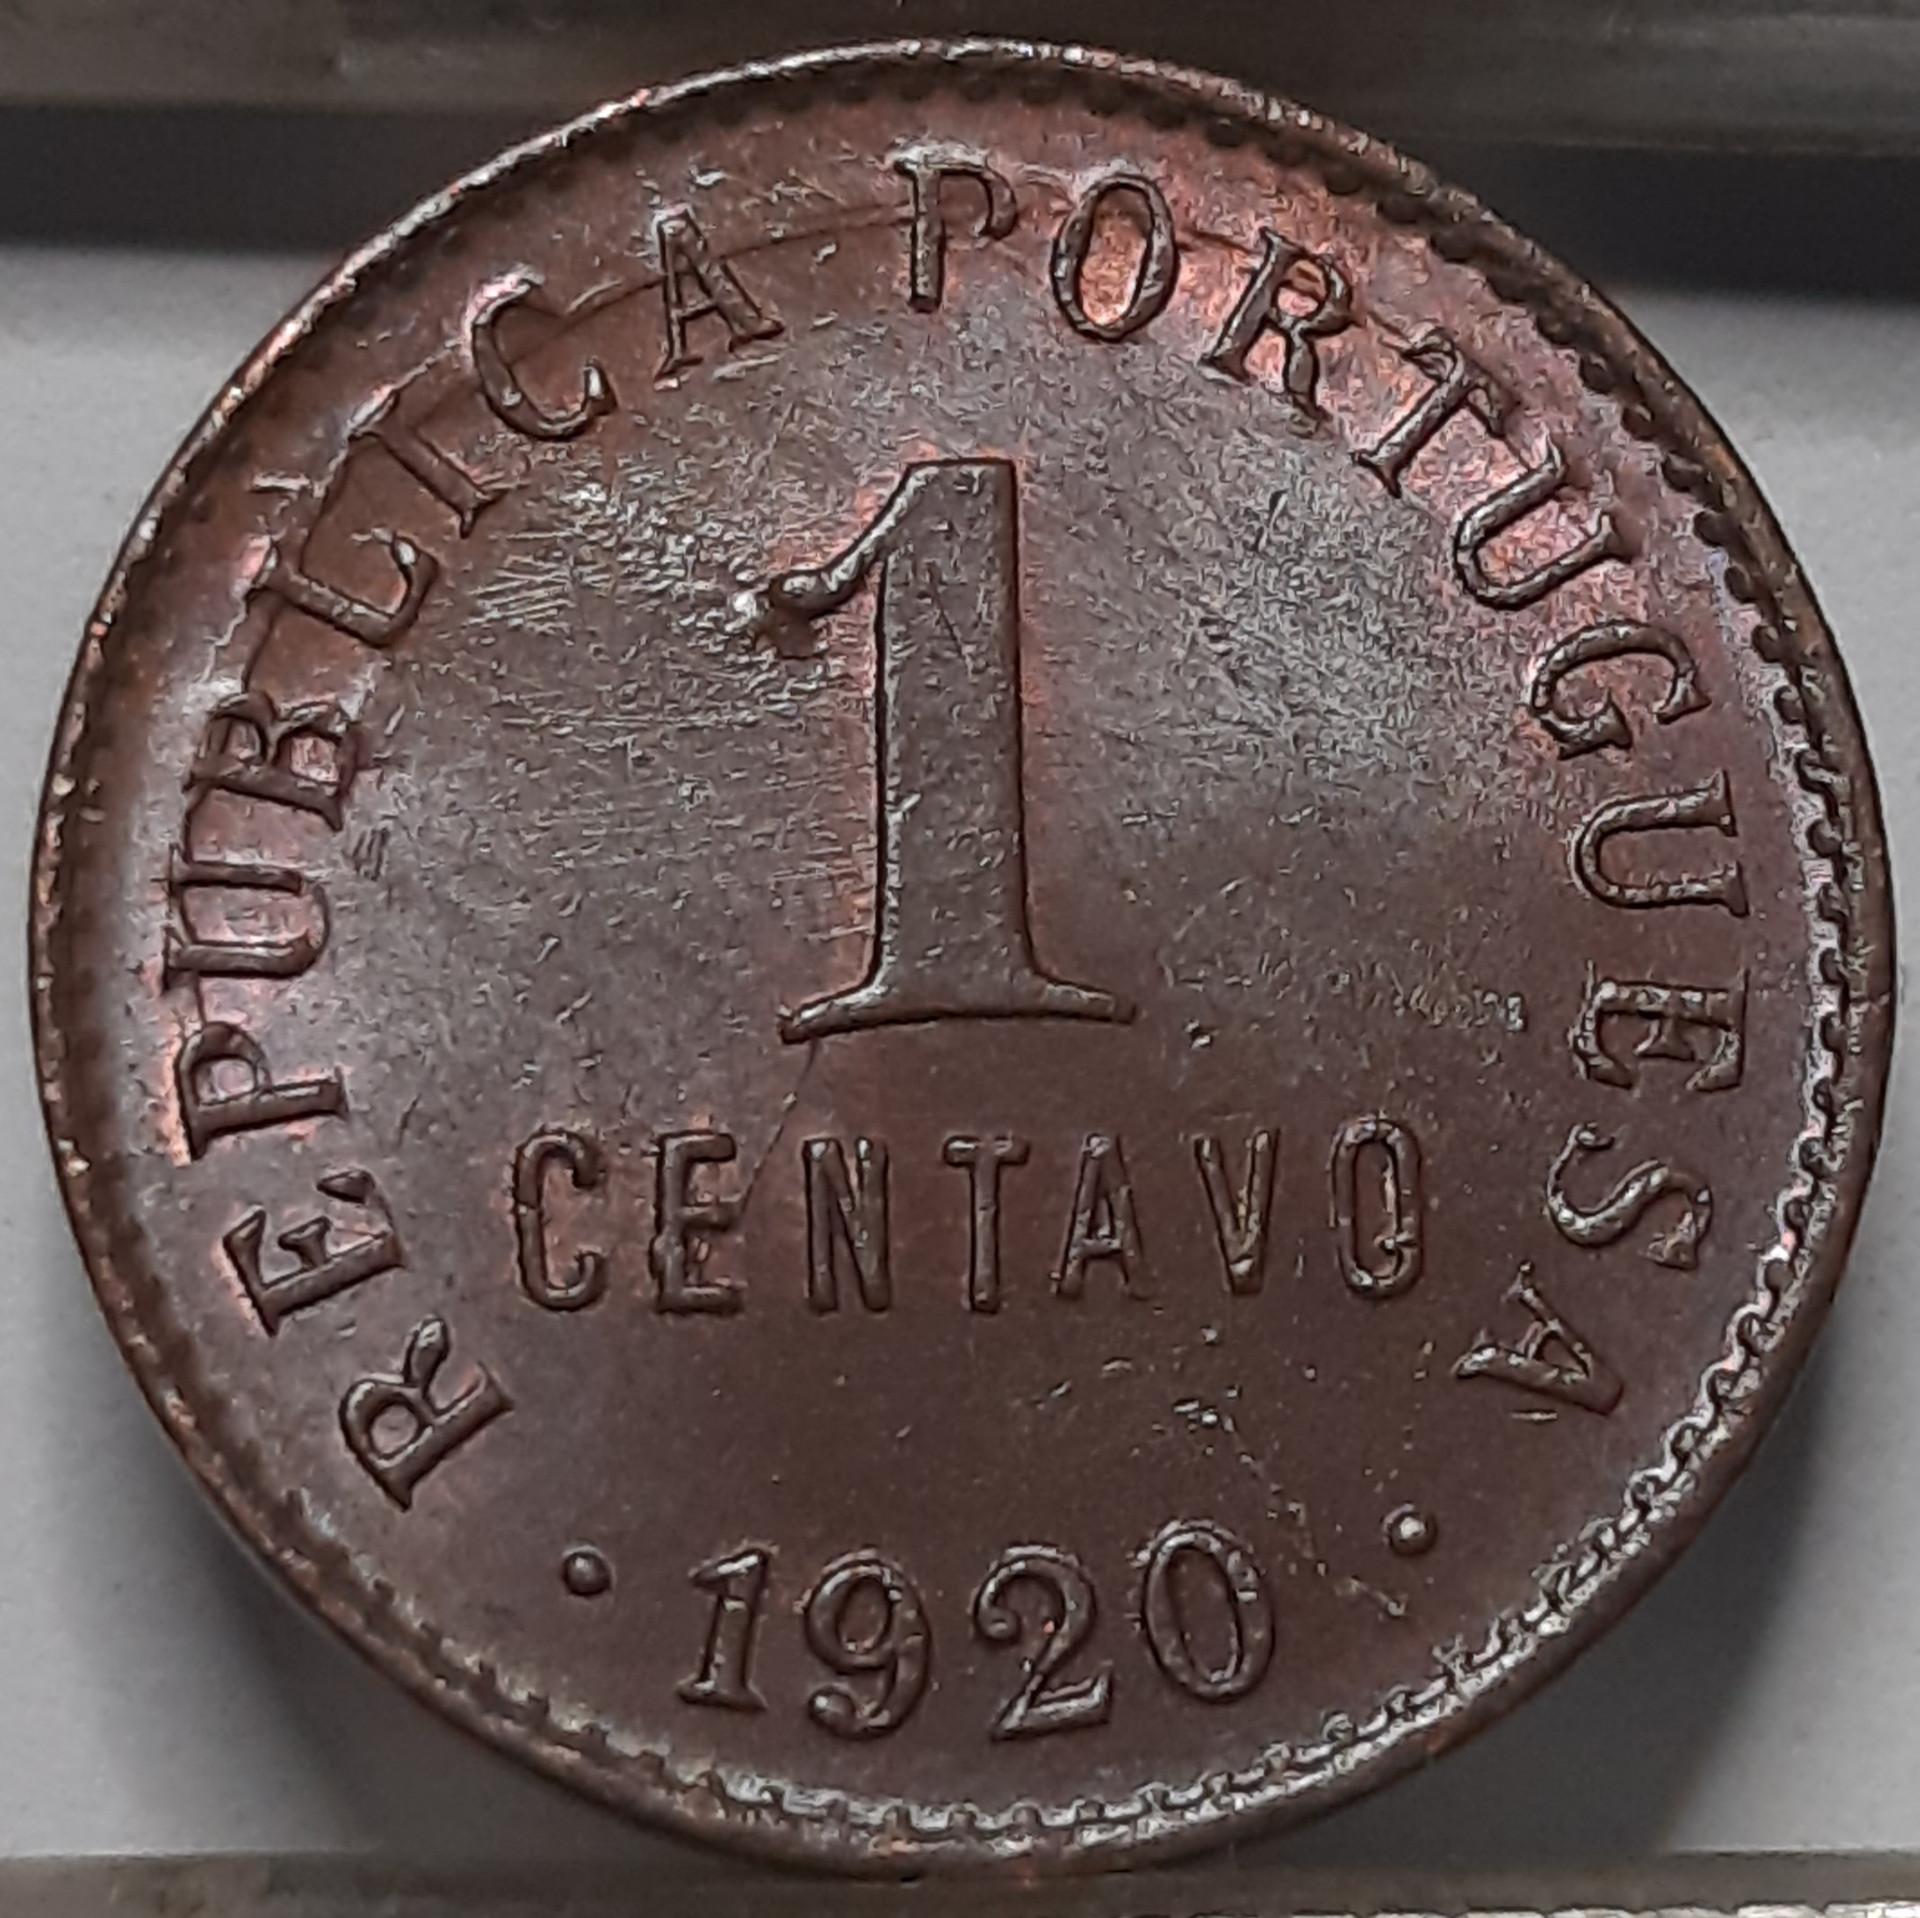 REPUBLICA PORTUGUESA
1
CENTAVO
· 1920 ·